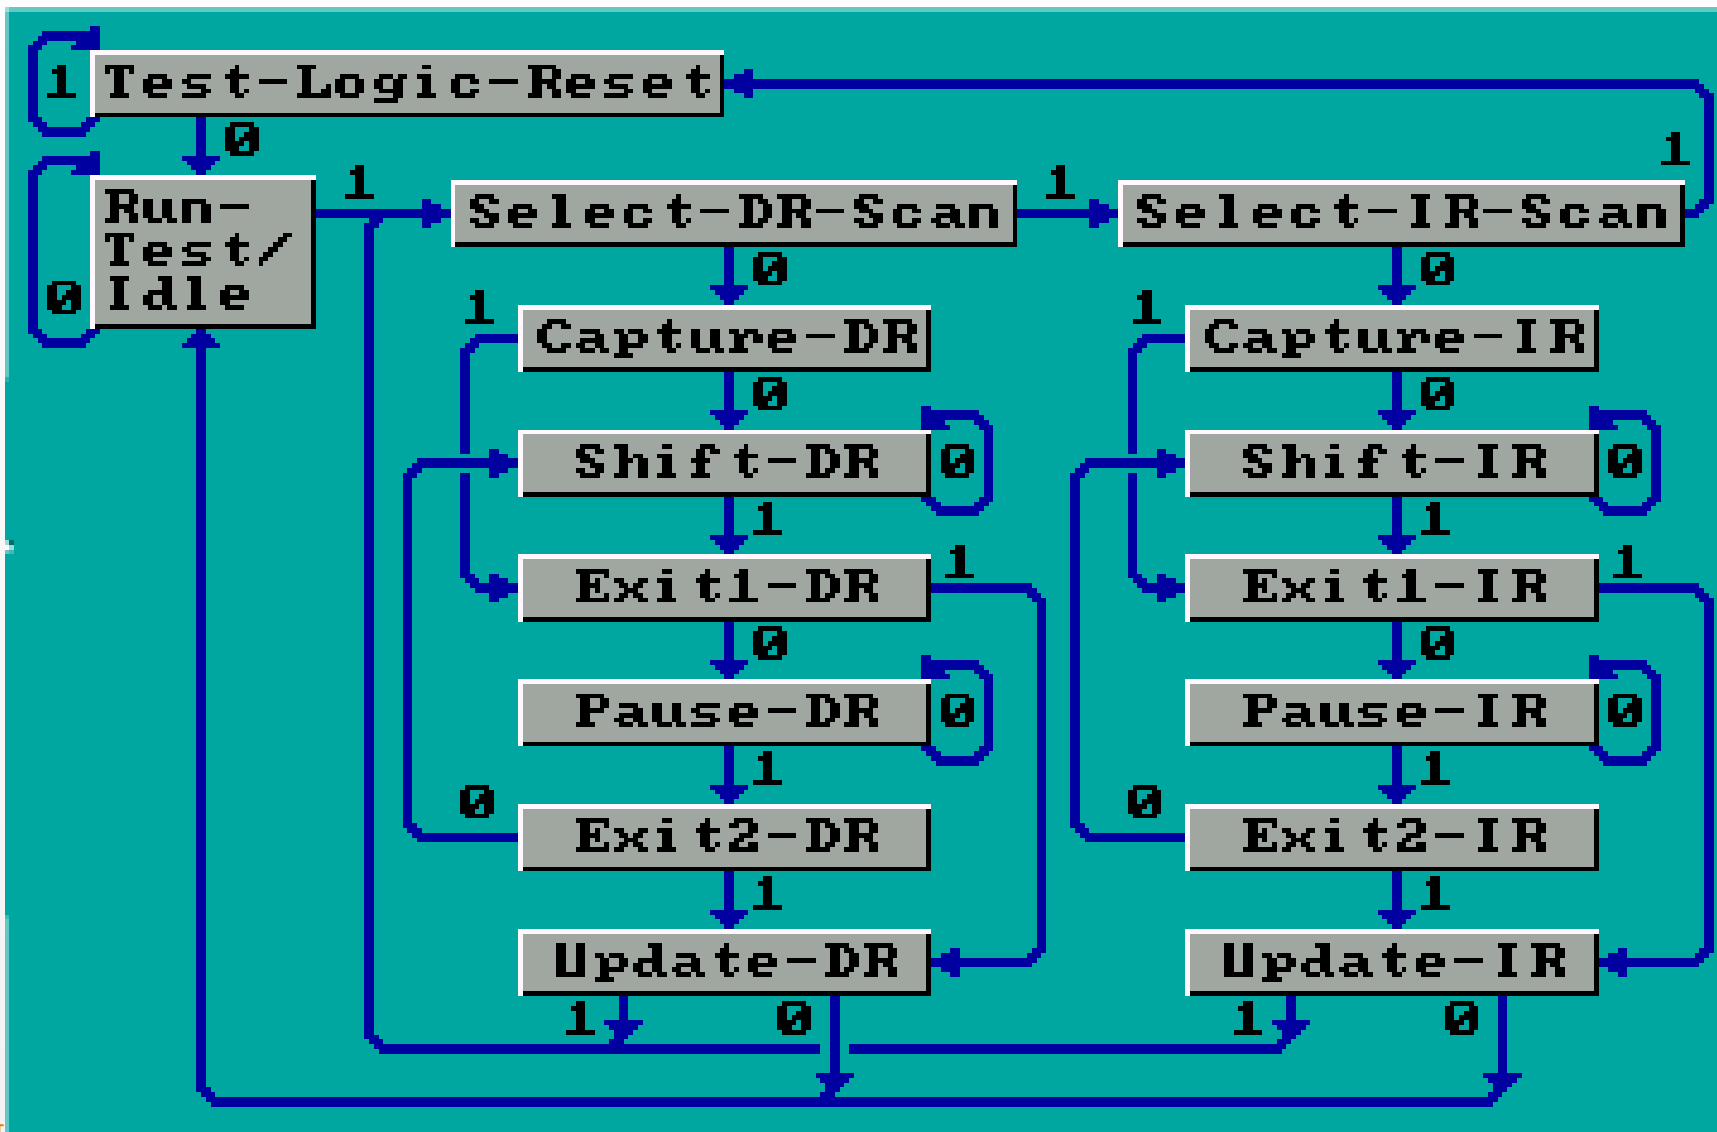 1 Test-Logic-Reset
0
1
Run-
Test/
Idle
0
1
Select-DR-Scan
1
Select-IR-Scan
0
0
1
Capture-DR
1
Capture-IR
0
0
Shift-DR 0
Shift-IR 0
1
1
Exit1-DR
1
Exit1-IR
1
0
0
Pause-DR 0
Pause-IR 0
1
1
0
Exit2-DR
0
Exit2-IR
1
1
Update-DR
Update-IR
1
0
1
0